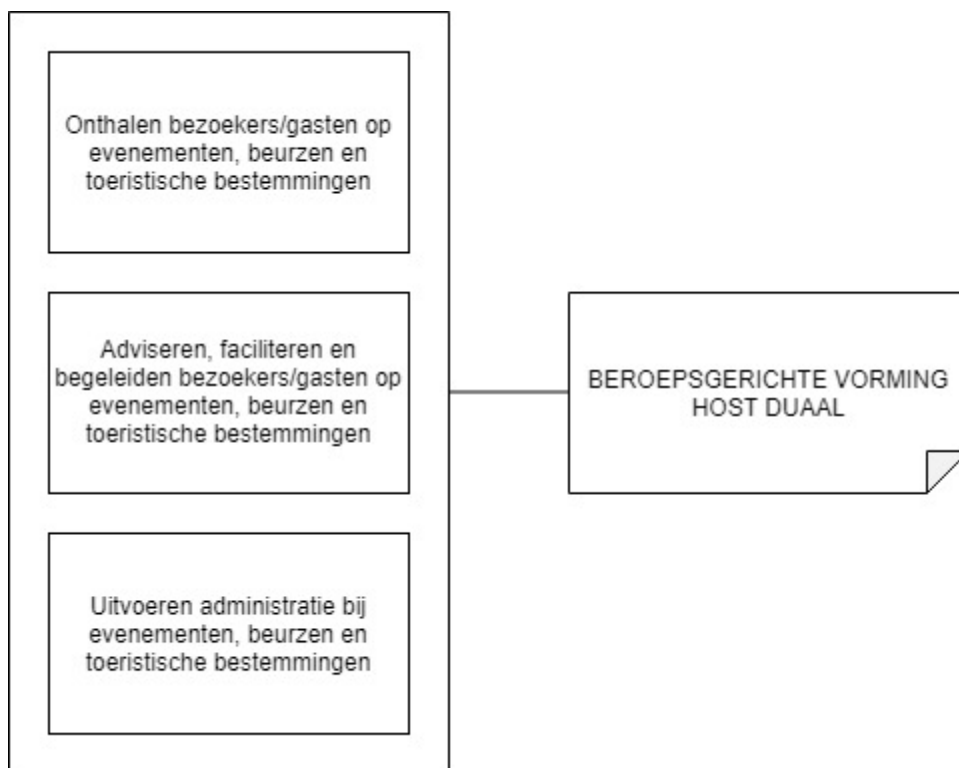 Onthalen bezoekers/gasten op
evenementen, beurzen en
toeristische bestemmingen
Adviseren, faciliteren en
begeleiden bezoekers/gasten op
evenementen, beurzen en
toeristische bestemmingen
Uitvoeren administratie bij
evenementen, beurzen en
toeristische bestemmingen
BEROEPSGERICHTE VORMING
HOST DUAAL